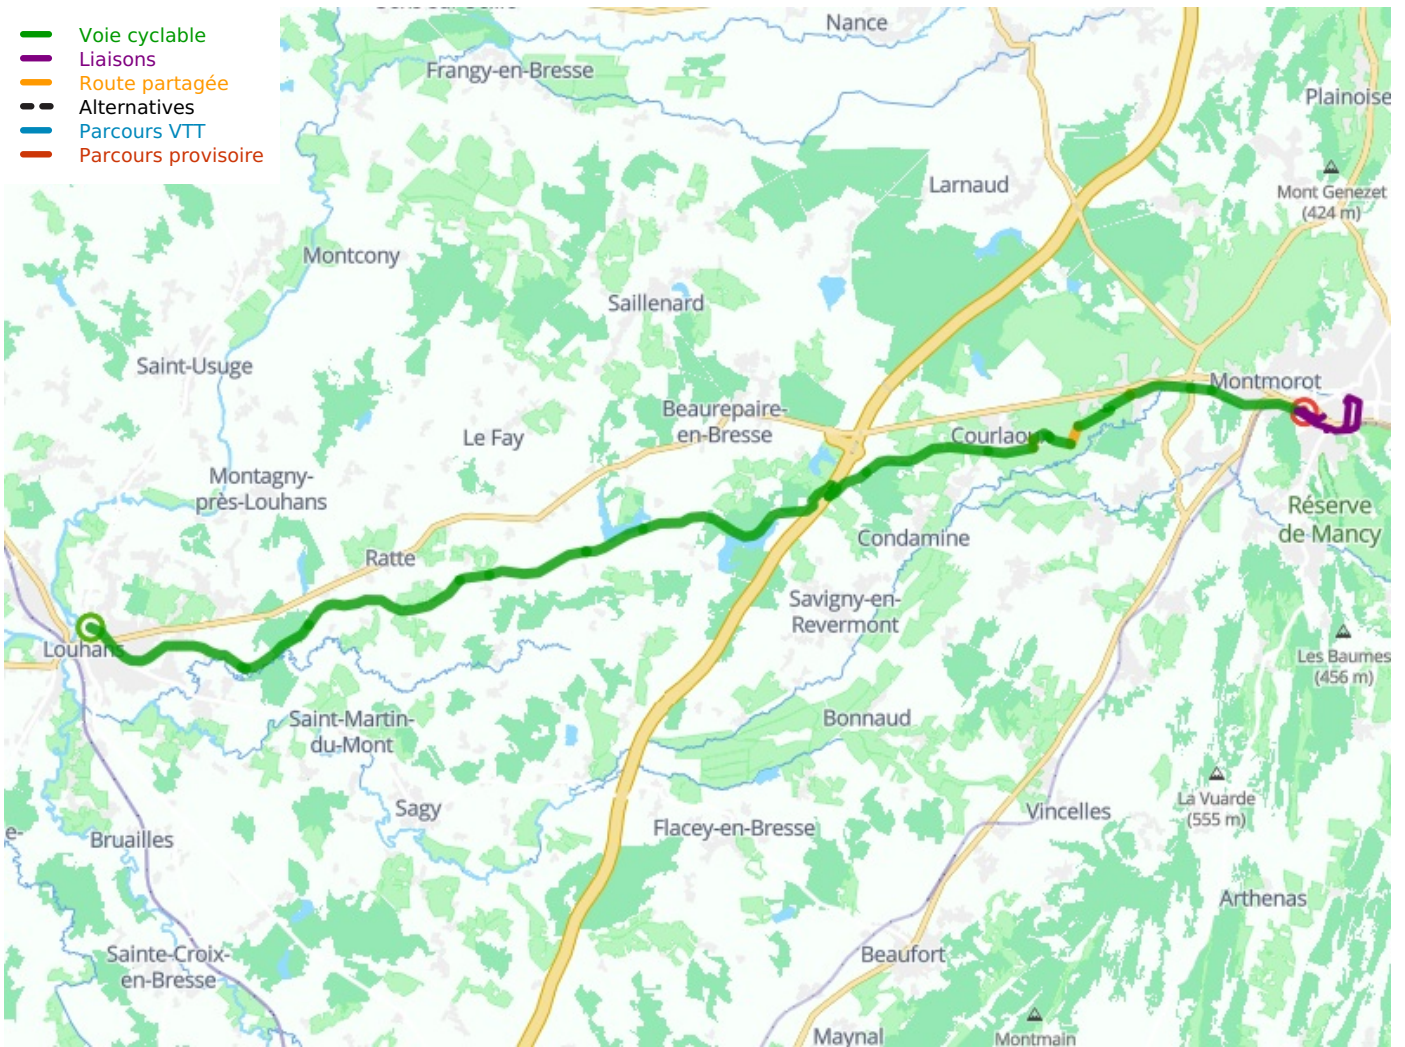 Voie cyclable
Liaisons
Route partagée
Alternatives
Parcours VTT
Parcours provisoire
Nance
Frangy-en-Bresse
Plainoise
Larnaud
Mont Genezet
(424 m)
Montcony
Saillenard
Saint-Usuge
Montmorot
Beaurepaire-
en-Bresse
Le Fay
Montagny-
près-Louhans
Réserve
de Mancy
Condamine
Ratte
Savigny-en-
Revermont
Louhans
Les Baumes
(456 m)
Saint-Martin-
du-Mont
Bonnaud
La Vuarde
(555 m)
Sagy
Vincelles
Flacey-en-Bresse
Bruailles
Arthenas
Sainte-Croix-
en-Bresse
Beaufort
Maynal
Montmain